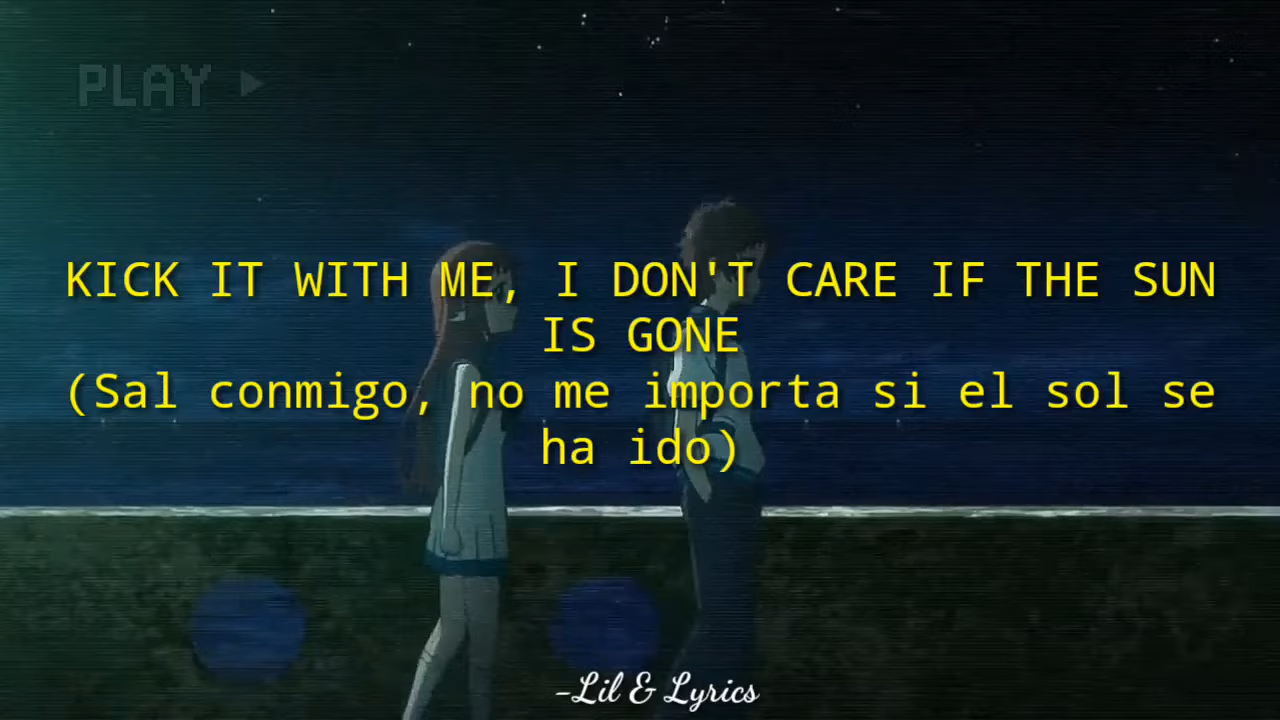 PLAY
KICK IT WITH ME, I DON'T CARE IF THE SUN
IS GONE
(Sal conmigo, no me importa si el sol se
ha ido)
-Lil & Lyrics